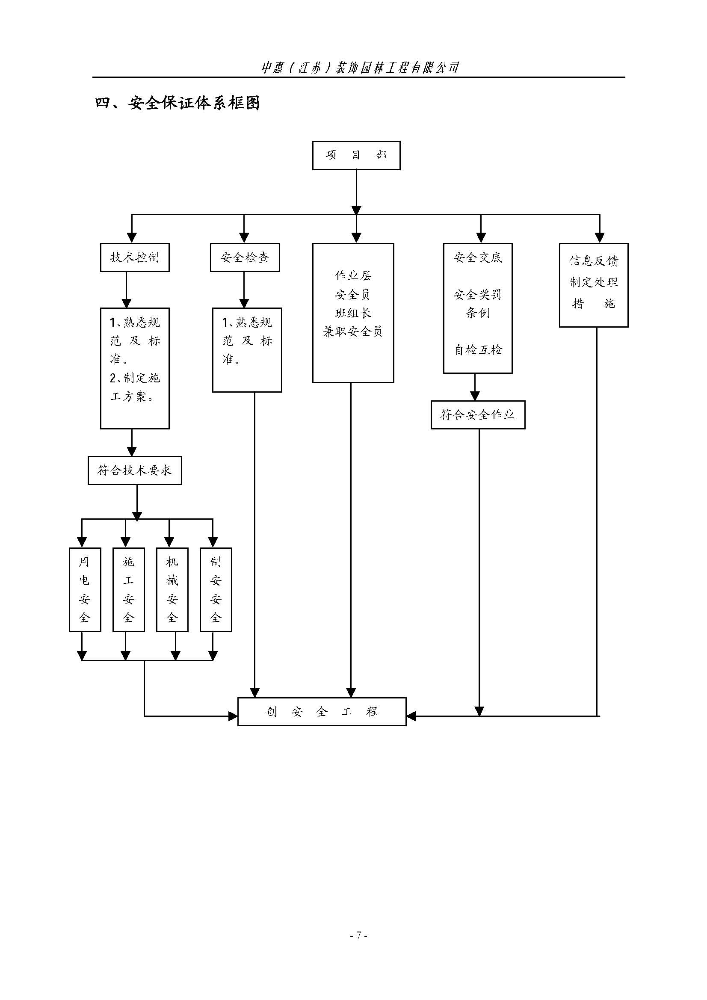 中惠（江苏）装饰园林工程有限公司
四、安全保证体系框图
项 目 部
技术控制
安全检查
作业层
安全员
班组长
兼职安全员
安全交底
安全奖罚
条例
自检互检
信息反馈
制定处理
措 施
1、熟悉规
范 及 标
准。
2、制定施
工方案。
1、熟悉规
范 及 标
准。
符合安全作业
符合技术要求
用
电
安
全
施
工
安
全
机
械
安
全
制
安
安
全
创 安 全 工 程
- 7 -